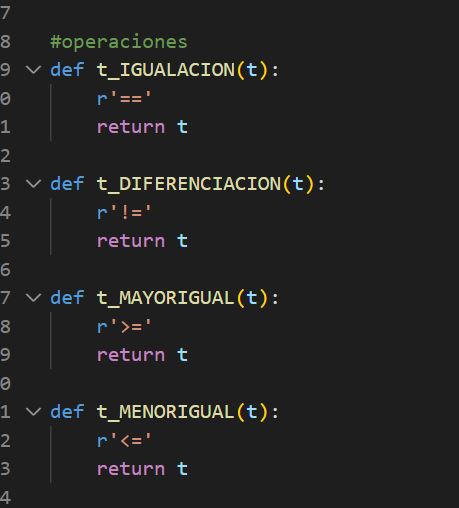 7
8 #operaciones
9 def t_IGUALACION(t):
0 r'=='
1 return t
2
3 def t_DIFERENCIACION(t):
4 r'!='
5 return t
6
7 def t_MAYORIGUAL(t):
8 r'>='
9 return t
0
1 def t_MENORIGUAL(t):
2 r'<='
3 return t
4